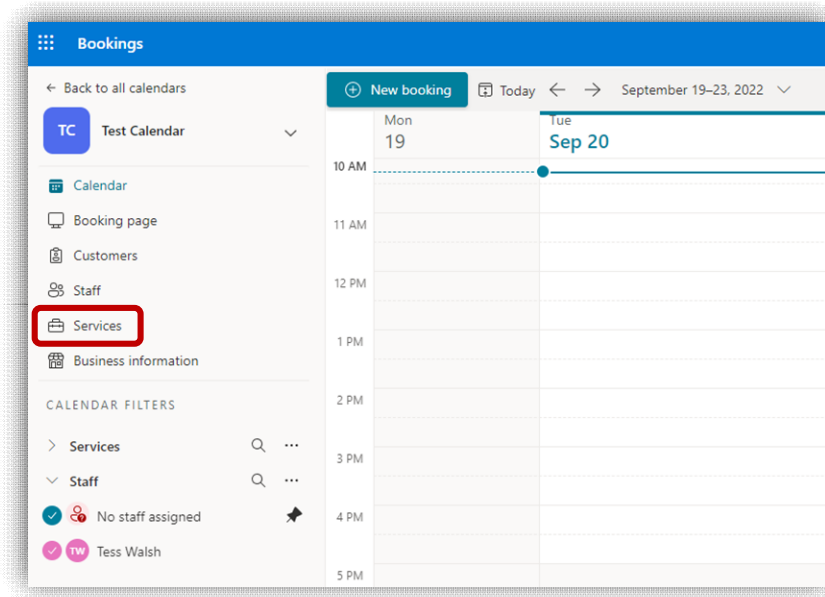 Bookings
Back to all calendars
TC
Test Calendar
Calendar
Booking page
Customers
Staff
Services
Business information
CALENDAR FILTERS
Services
Staff
No staff assigned
TW
Tess Walsh
New booking
Today
September 19–23, 2022
Mon
19
Tue
Sep 20
10 AM
11 AM
12 PM
1 PM
2 PM
3 PM
4 PM
5 PM